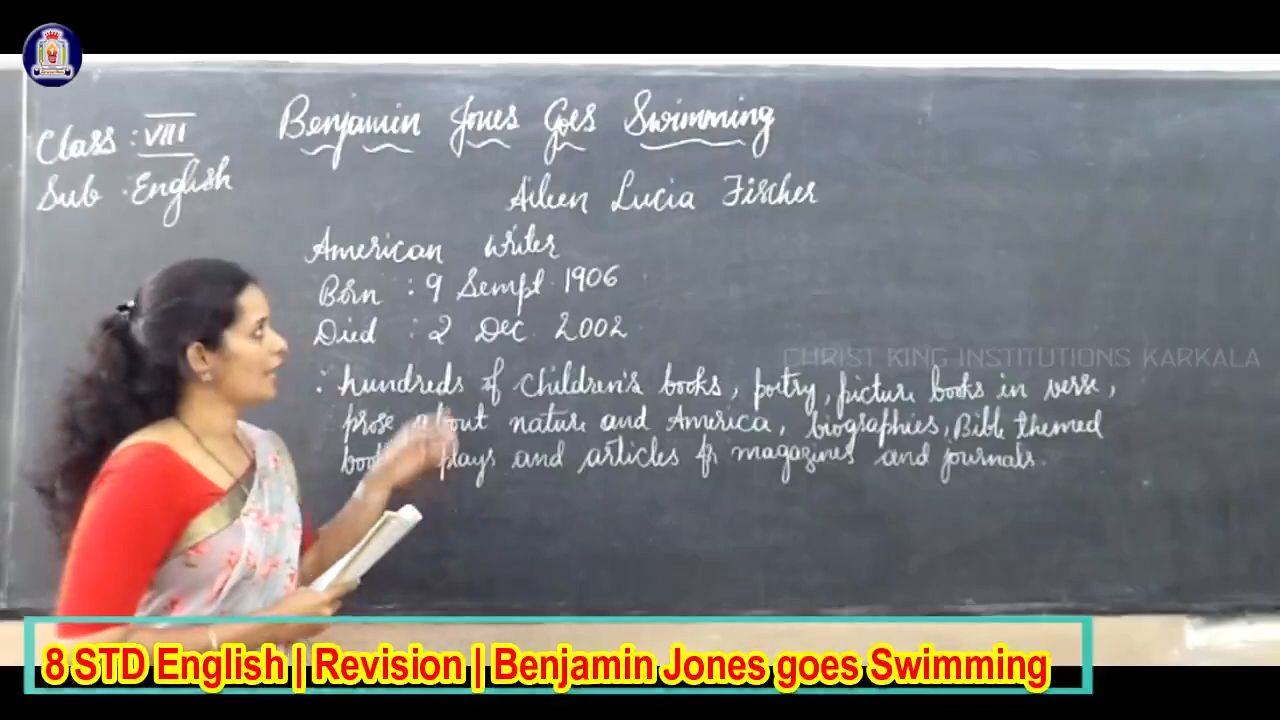 Class : VIII
Sub : English
Benjamin Jones Goes Swimming
Aileen Lucia Fischer
American Writer
Born : 9 Sempt. 1906
Died : 2 Dec 2002
hundreds of children's books, poetry, picture books in verse,
prose about nature and America, biographies, Bible themed
plays and articles for magazines and journals.
CHRIST KING INSTITUTIONS KARKALA
8 STD English | Revision | Benjamin Jones goes Swimming